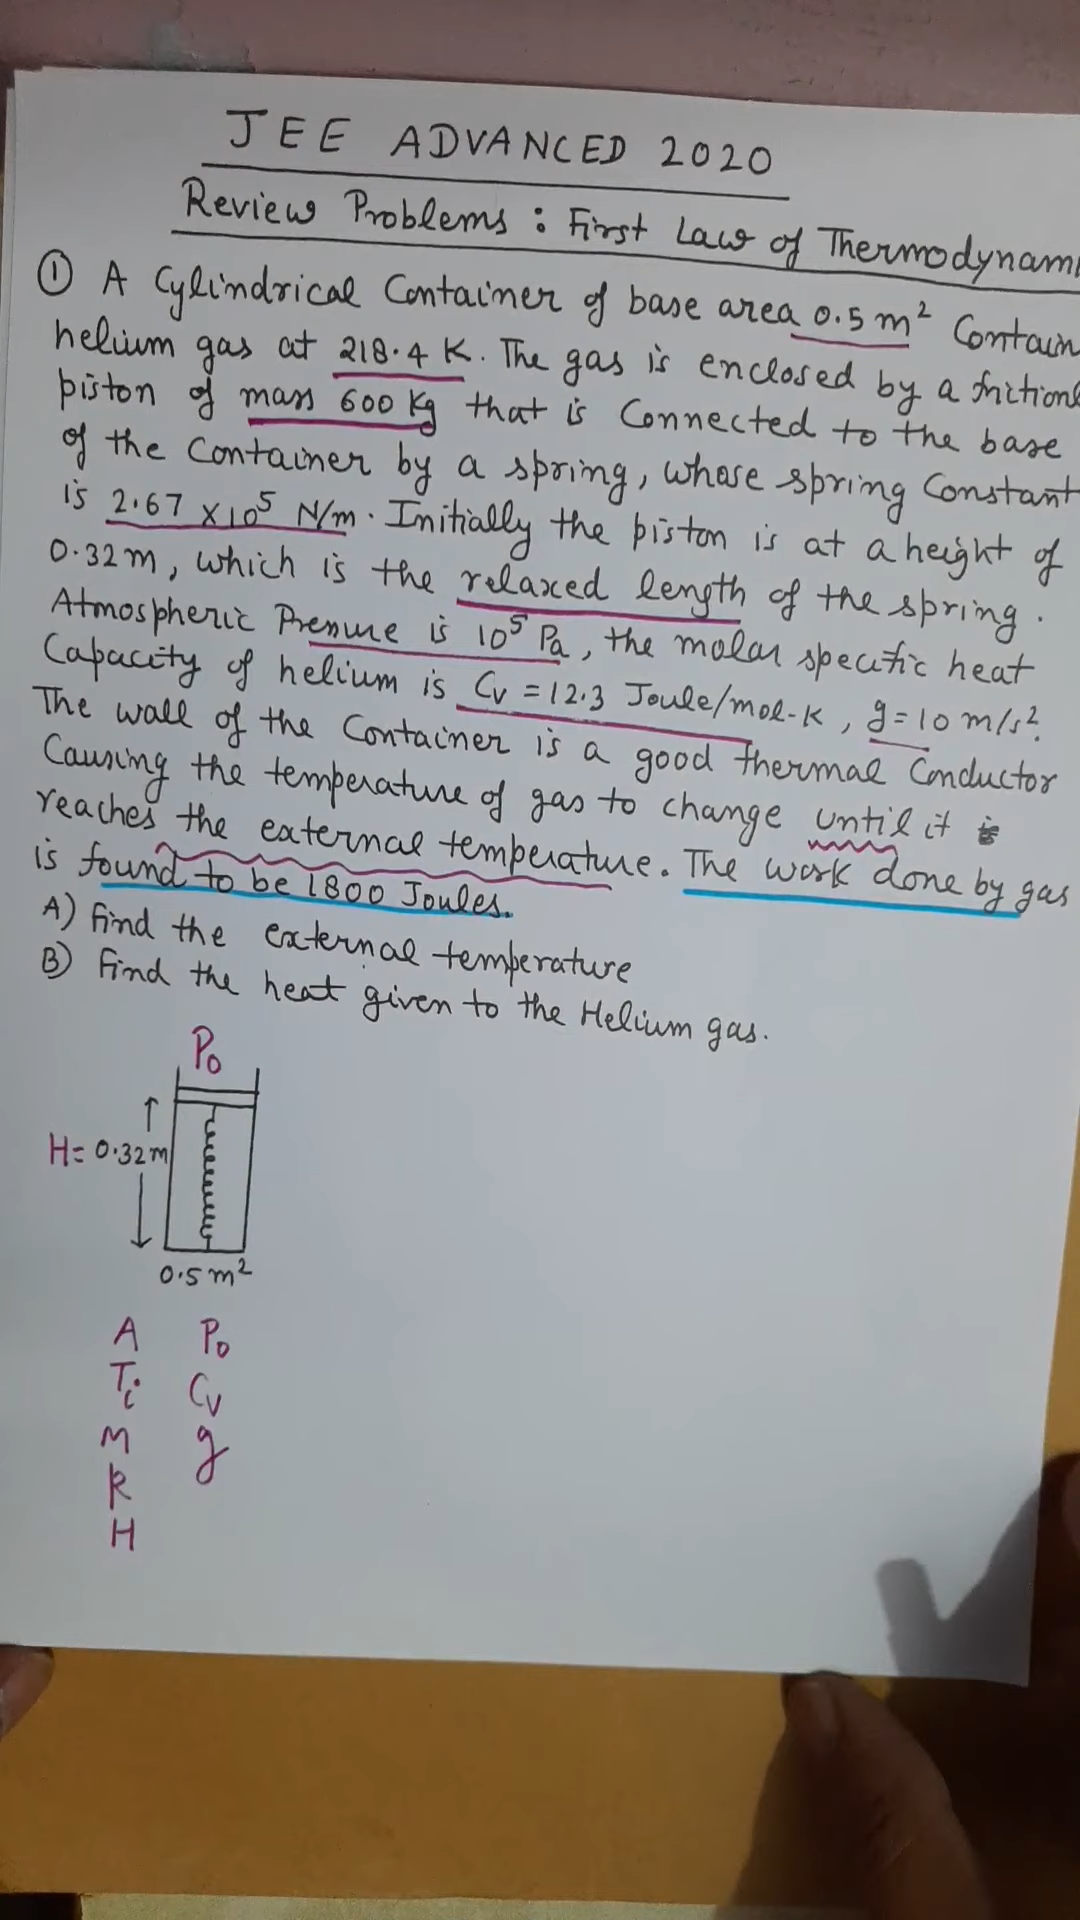 JEE ADVANCED 2020
Review Problems : First Law of Thermodynami
① A Cylindrical Container of base area 0.5 m² Contain
helium gas at 218.4 K. The gas is enclosed by a frictionl
piston of mass 600 Kg that is Connected to the base
of the Container by a spring, whose spring Constant
is 2.67 × 10⁵ N/m. Initially the piston is at a height of
0.32m, which is the relaxed length of the spring.
Atmospheric Pressure is 10⁵ Pa, the molar specific heat
Capacity of helium is Cv = 12.3 Joule/mol-K, g = 10 m/s².
The wall of the Container is a good thermal Conductor
Causing the temperature of gas to change until it
reaches the external temperature. The work done by gas
is found to be 1800 Joules.
A) Find the external temperature
B) Find the heat given to the Helium gas.
P₀
H = 0.32m
0.5 m²
A P₀
Ti Cv
M g
k
H